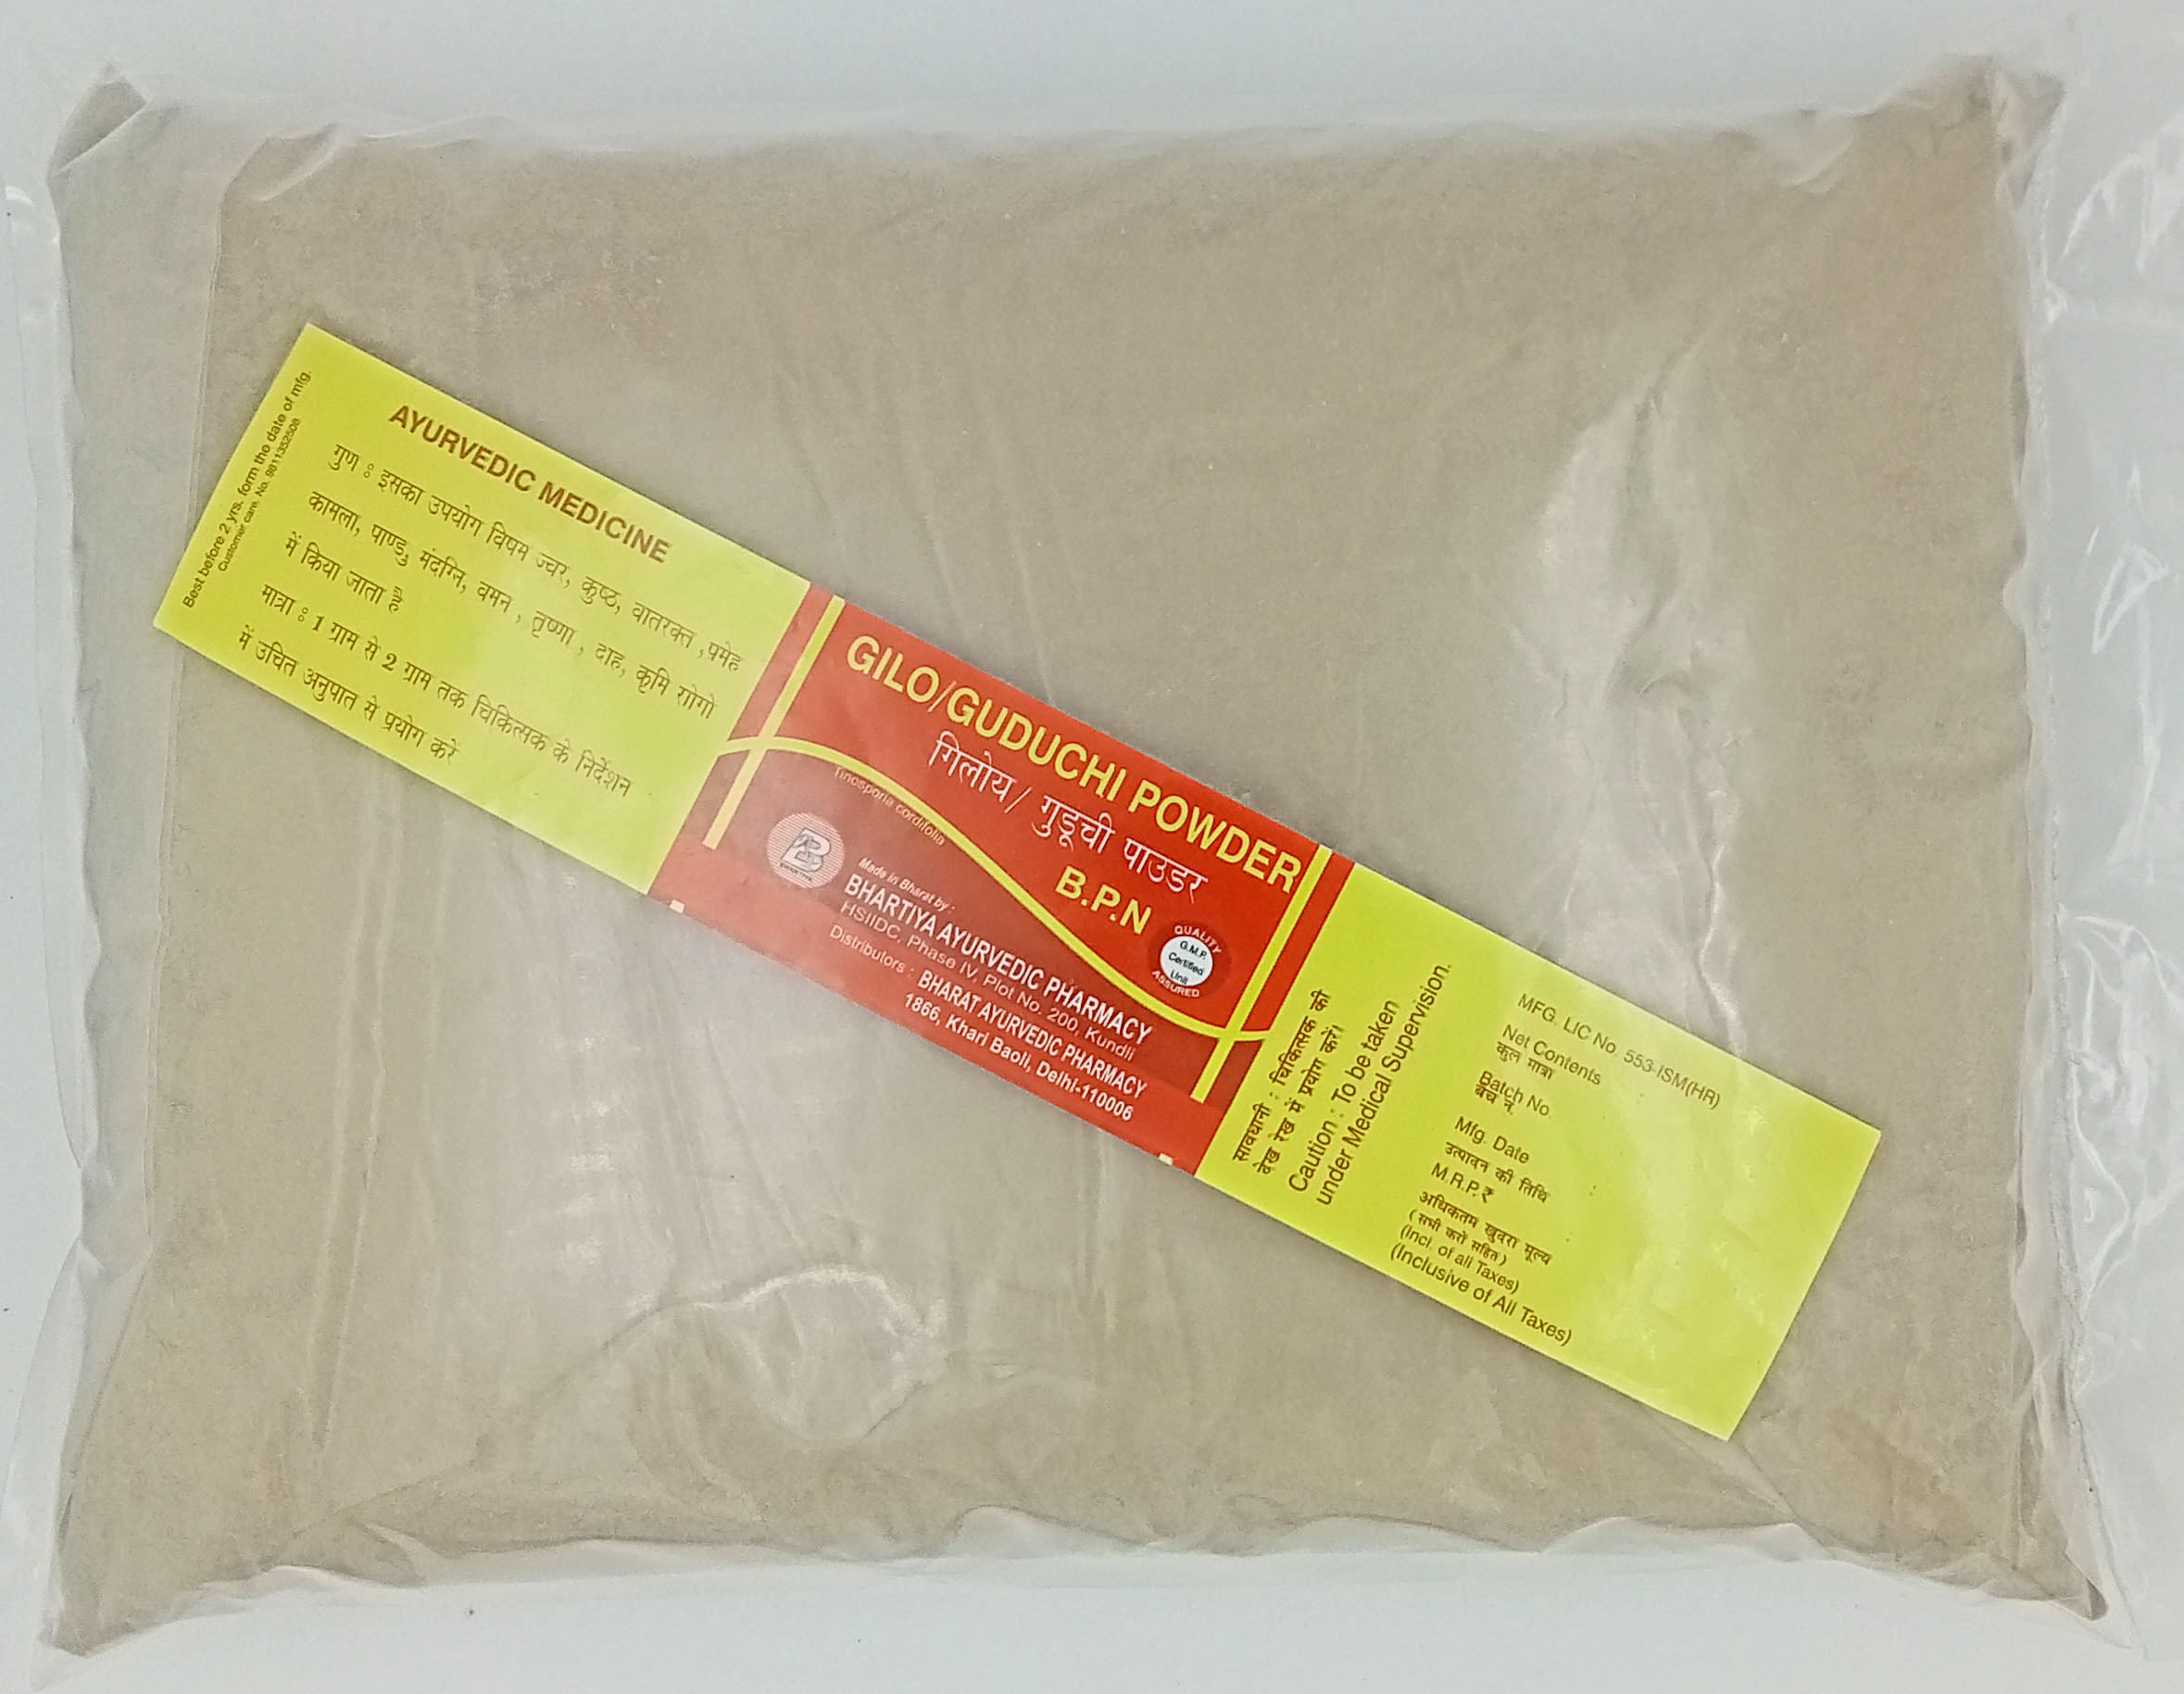 Best before 2 yrs. form the date of mfg.
Customer care. No. 9811352508
AYURVEDIC MEDICINE
गुण : इसका उपयोग विषम ज्वर, कुष्ठ, वातरक्त ,प्रमेह
कामला, पाण्डु, मंदग्नि, वमन , तृष्णा , दाह, कृमि रोगो
में किया जाता है
मात्रा : 1 ग्राम से 2 ग्राम तक चिकित्सक के निर्देशन
में उचित अनुपात से प्रयोग करें
GILO/GUDUCHI POWDER
गिलोय/ गुडूची पाउडर
B.P.N
Tinosporia cordifolia
QUALITY
G.M.P.
Certified
Unit
ASSURED
B
Made in Bharat by :
BHARTIYA AYURVEDIC PHARMACY
HSIIDC, Phase IV, Plot No. 200, Kundli
Distributors : BHARAT AYURVEDIC PHARMACY
1866, Khari Baoli, Delhi-110006
सावधानी : चिकित्सक की
देख रेख में प्रयोग करें।
Caution : To be taken
under Medical Supervision.
MFG. LIC No. 553-ISM(HR)
Net Contents
कुल मात्रा
Batch No.
बैच नं.
Mfg. Date
उत्पादन की तिथि :
M.R.P.₹
अधिकतम खुदरा मूल्य
( सभी करों सहित )
(Incl. of all Taxes)
(Inclusive of All Taxes)